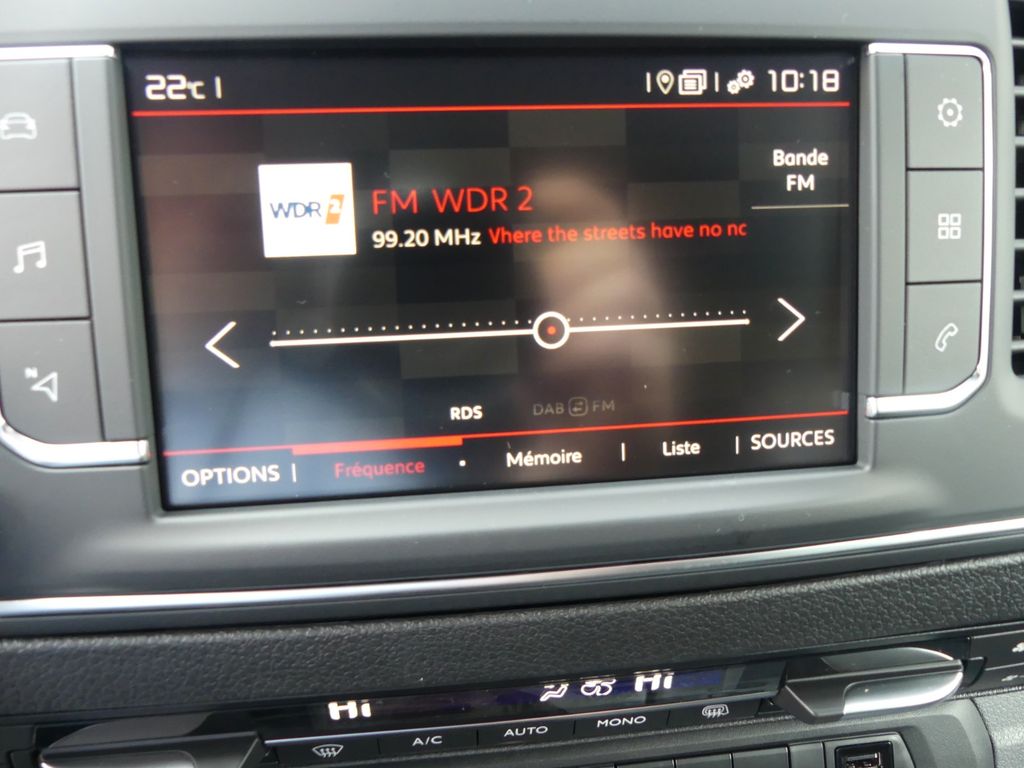 22°C
10:18
Bande
FM
WDR 2
FM WDR 2
99.20 MHz Vhere the streets have no nc
N
RDS
DAB FM
OPTIONS | Fréquence • Mémoire | Liste | SOURCES
Hi Hi
A/C AUTO MONO